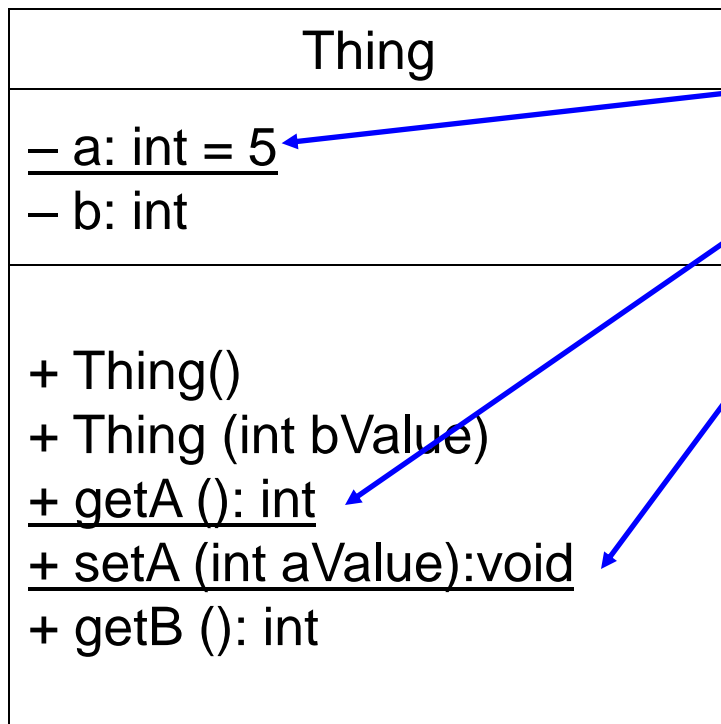 Thing
– a: int = 5
– b: int
+ Thing()
+ Thing (int bValue)
+ getA (): int
+ setA (int aValue):void
+ getB (): int